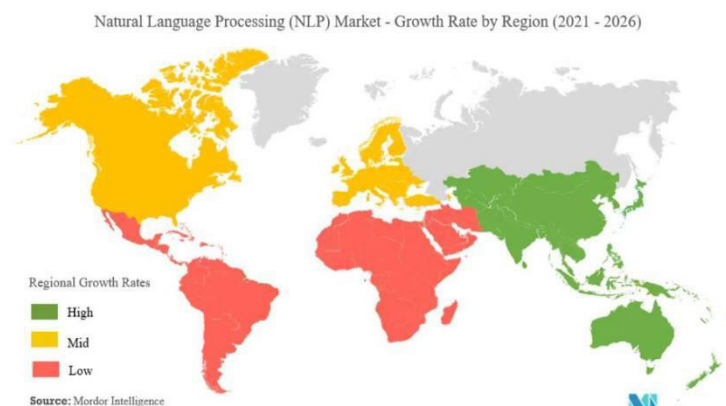 Natural Language Processing (NLP) Market - Growth Rate by Region (2021 - 2026)
Regional Growth Rates
High
Mid
Low
Source: Mordor Intelligence